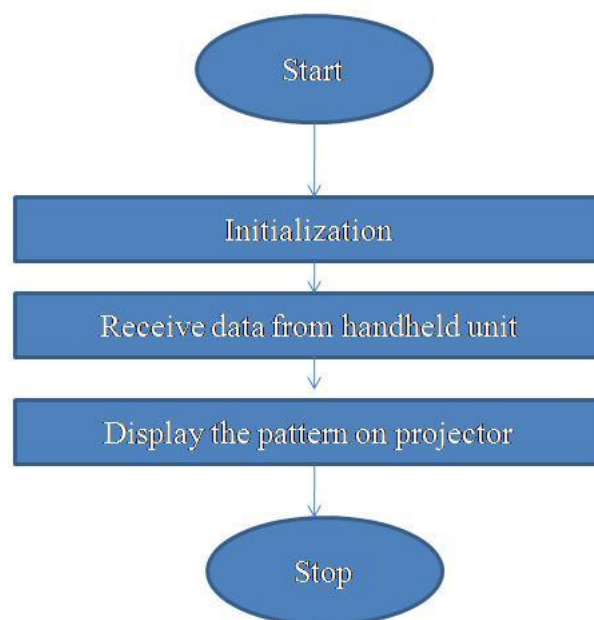 Start
Initialization
Receive data from handheld unit
Display the pattern on projector
Stop